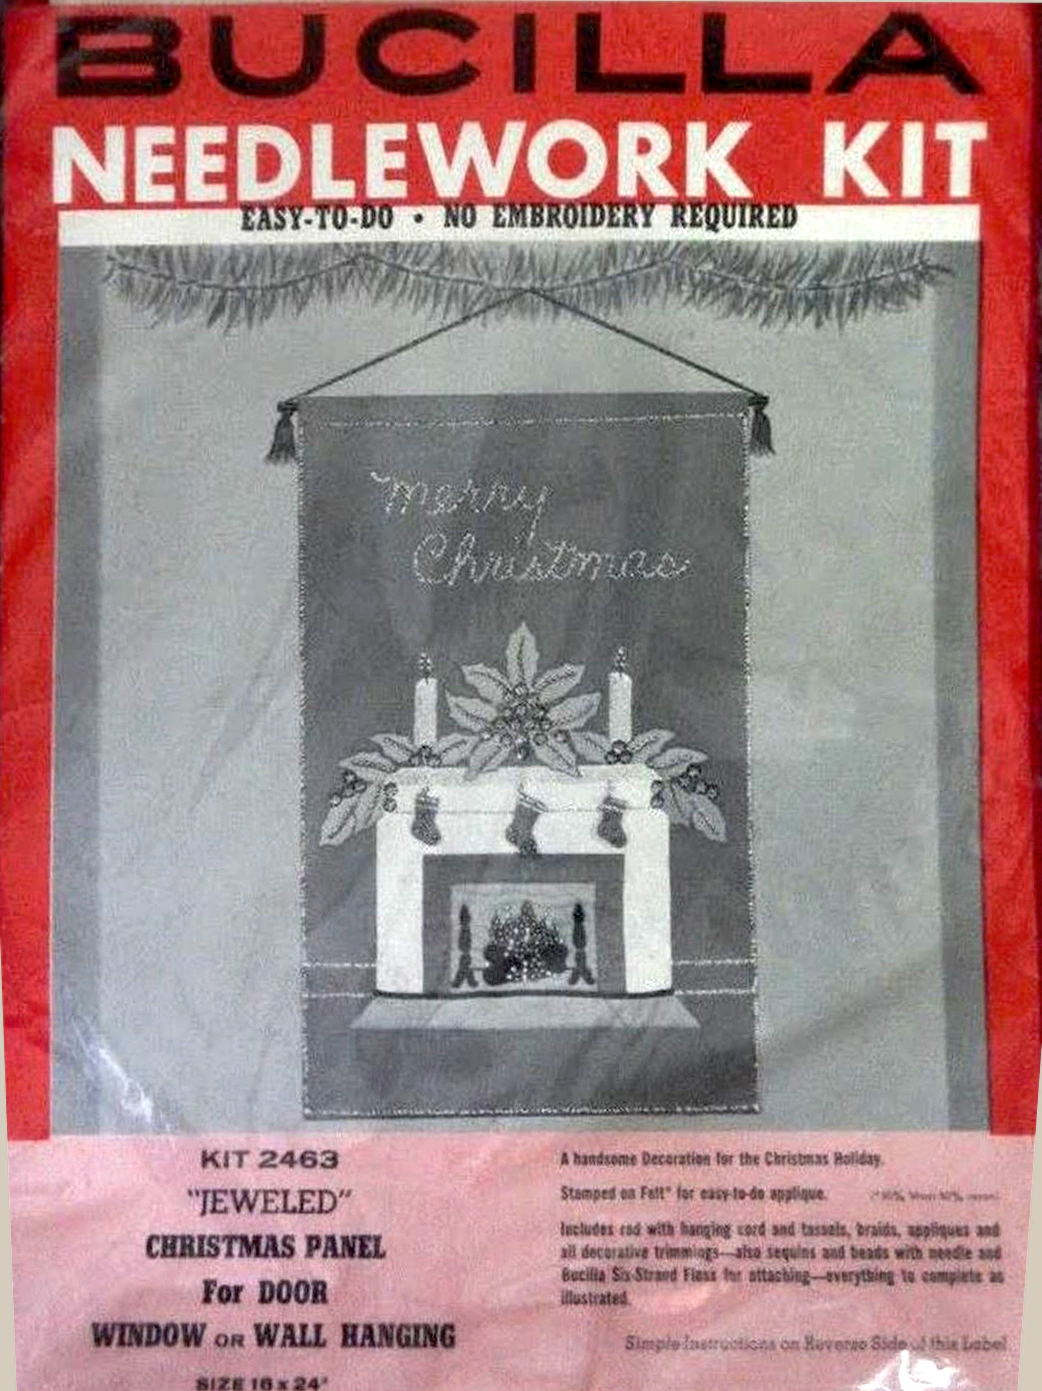 BUCILLA
NEEDLEWORK KIT
EASY-TO-DO • NO EMBROIDERY REQUIRED
Merry
Christmas
KIT 2463
"JEWELED"
CHRISTMAS PANEL
For DOOR
WINDOW OR WALL HANGING
SIZE 16 x 24"
A handsome Decoration for the Christmas Holiday.
Stamped on Felt* for easy-to-do applique.
Includes rod with hanging cord and tassels, braids, appliques and
all decorative trimmings—also sequins and beads with needle and
Bucilla Six-Strand Floss for attaching—everything to complete as
illustrated.
Simple Instructions on Reverse Side of this Label